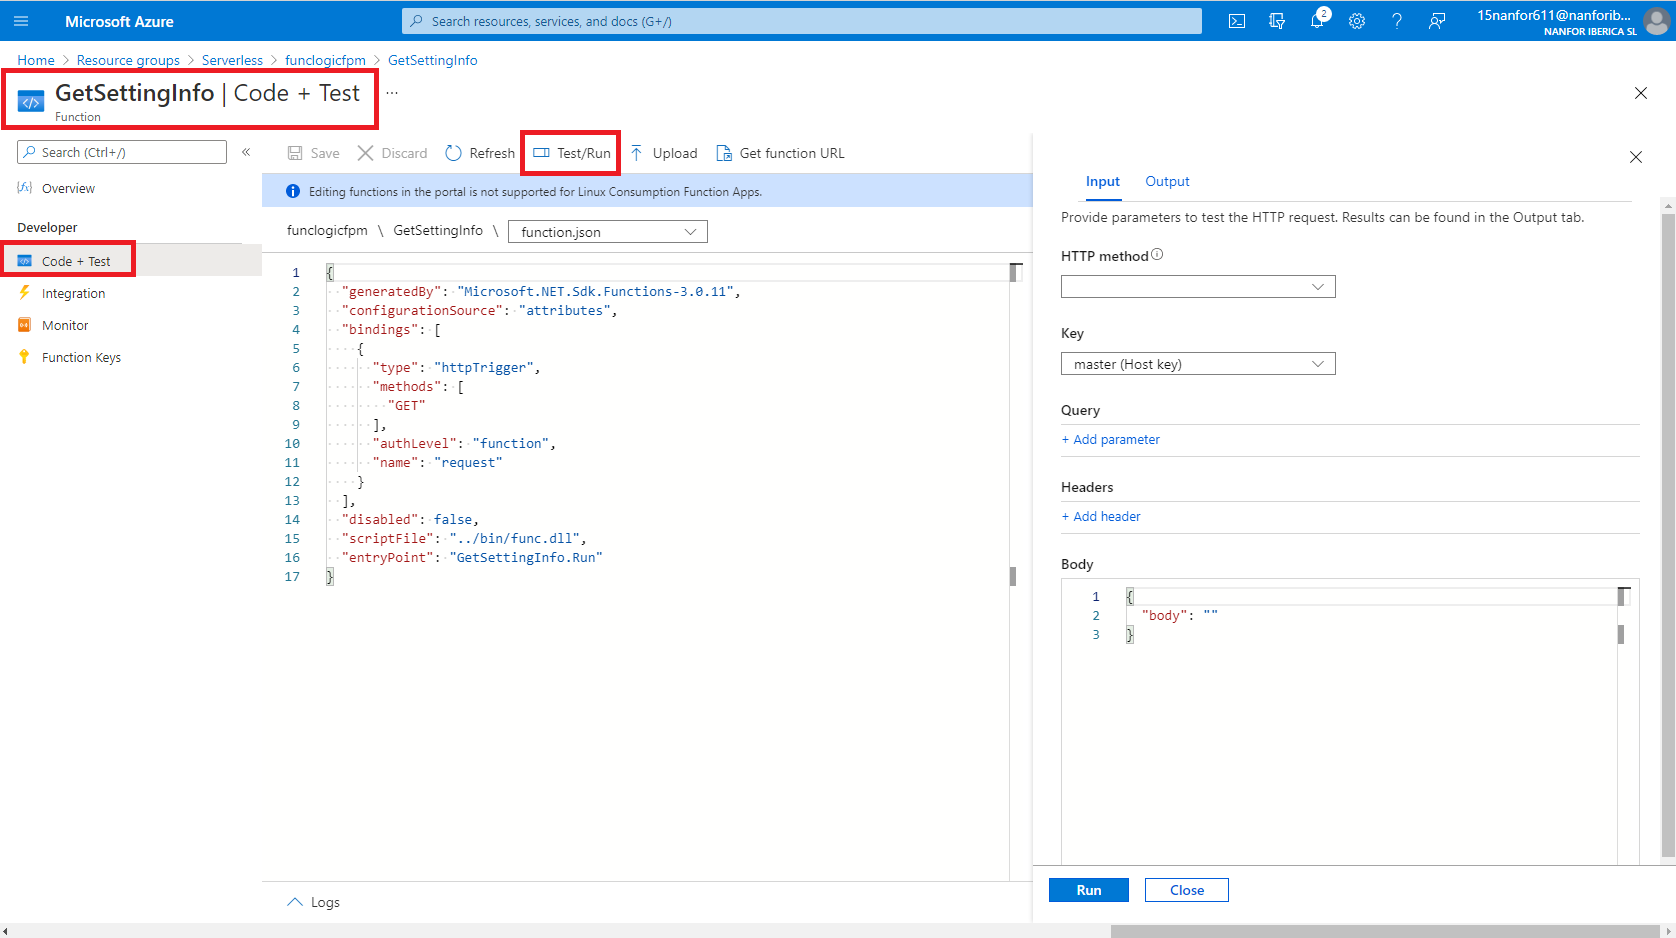 Microsoft Azure
Search resources, services, and docs (G+/)
2
15nanfor611@nanforib...
NANFOR IBERICA SL
Home > Resource groups > Serverless > funclogicfpm > GetSettingInfo
GetSettingInfo | Code + Test ...
Function
Search (Ctrl+/)
«
Overview
Developer
Code + Test
Integration
Monitor
Function Keys
Save
Discard
Refresh
Test/Run
Upload
Get function URL
Editing functions in the portal is not supported for Linux Consumption Function Apps.
funclogicfpm \ GetSettingInfo \ function.json
1 {
2 "generatedBy": "Microsoft.NET.Sdk.Functions-3.0.11",
3 "configurationSource": "attributes",
4 "bindings": [
5 {
6 "type": "httpTrigger",
7 "methods": [
8 "GET"
9 ],
10 "authLevel": "function",
11 "name": "request"
12 }
13 ],
14 "disabled": false,
15 "scriptFile": "../bin/func.dll",
16 "entryPoint": "GetSettingInfo.Run"
17 }
Logs
Input
Output
Provide parameters to test the HTTP request. Results can be found in the Output tab.
HTTP method
Key
master (Host key)
Query
+ Add parameter
Headers
+ Add header
Body
1 {
2 "body": ""
3 }
Run
Close